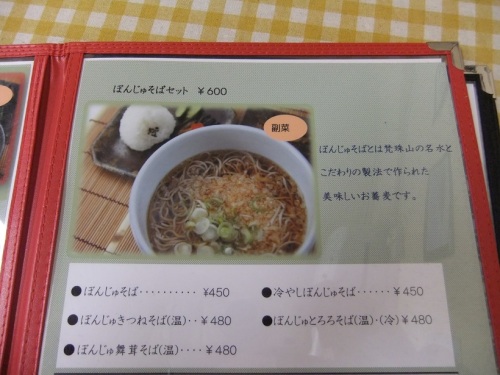 ぼんじゅそばセット ￥600
副菜
ぼんじゅそばとは梵珠山の名水と
こだわりの製法で作られた
美味しいお蕎麦です。
●ぼんじゅそば・・・・・・・・・・ ￥450
●ぼんじゅきつねそば(温)・・￥480
●ぼんじゅ舞茸そば(温)・・・・￥480
●冷やしぼんじゅそば・・・・・・ ￥450
●ぼんじゅとろろそば(温)・(冷)￥480